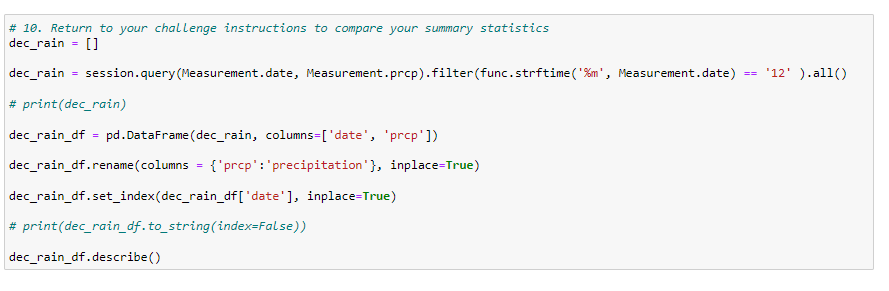 # 10. Return to your challenge instructions to compare your summary statistics
dec_rain = []
dec_rain = session.query(Measurement.date, Measurement.prcp).filter(func.strftime('%m', Measurement.date) == '12' ).all()
# print(dec_rain)
dec_rain_df = pd.DataFrame(dec_rain, columns=['date', 'prcp'])
dec_rain_df.rename(columns = {'prcp':'precipitation'}, inplace=True)
dec_rain_df.set_index(dec_rain_df['date'], inplace=True)
# print(dec_rain_df.to_string(index=False))
dec_rain_df.describe()